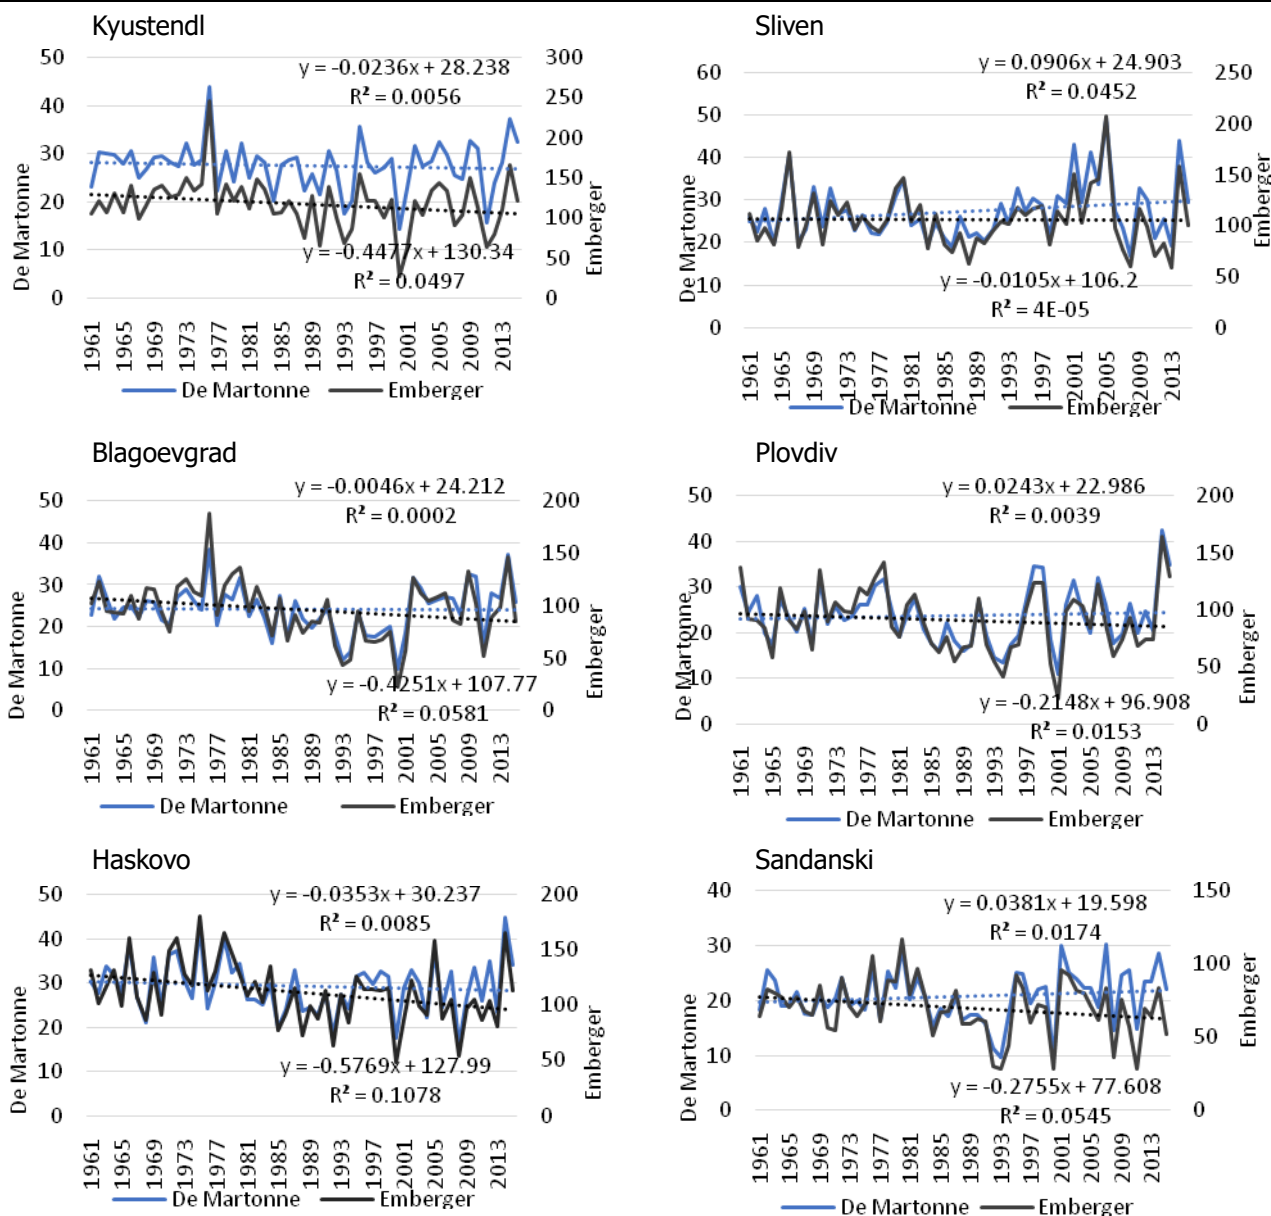 Kyustendl
50
40
30
20
10
0
De Martonne
y = -0.0236x + 28.238
R² = 0.0056
y = -0.4477x + 130.34
R² = 0.0497
300
250
200
150
100
50
0
Emberger
1961
1965
1969
1973
1977
1981
1985
1989
1993
1997
2001
2005
2009
2013
De Martonne
Emberger
Sliven
60
50
40
30
20
10
0
De Martonne
y = 0.0906x + 24.903
R² = 0.0452
y = -0.0105x + 106.2
R² = 4E-05
250
200
150
100
50
0
Emberger
1961
1965
1969
1973
1977
1981
1985
1989
1993
1997
2001
2005
2009
2013
De Martonne
Emberger
Blagoevgrad
50
40
30
20
10
0
De Martonne
y = -0.0046x + 24.212
R² = 0.0002
y = -0.4251x + 107.77
R² = 0.0581
200
150
100
50
0
Emberger
1961
1965
1969
1973
1977
1981
1985
1989
1993
1997
2001
2005
2009
2013
De Martonne
Emberger
Plovdiv
50
40
30
20
10
0
De Martonne
y = 0.0243x + 22.986
R² = 0.0039
y = -0.2148x + 96.908
R² = 0.0153
200
150
100
50
0
Emberger
1961
1965
1969
1973
1977
1981
1985
1989
1993
1997
2001
2005
2009
2013
De Martonne
Emberger
Haskovo
50
40
30
20
10
0
De Martonne
y = -0.0353x + 30.237
R² = 0.0085
y = -0.5769x + 127.99
R² = 0.1078
200
150
100
50
0
Emberger
1961
1965
1969
1973
1977
1981
1985
1989
1993
1997
2001
2005
2009
2013
De Martonne
Emberger
Sandanski
40
30
20
10
0
De Martonne
y = 0.0381x + 19.598
R² = 0.0174
y = -0.2755x + 77.608
R² = 0.0545
150
100
50
0
Emberger
1961
1965
1969
1973
1977
1981
1985
1989
1993
1997
2001
2005
2009
2013
De Martonne
Emberger